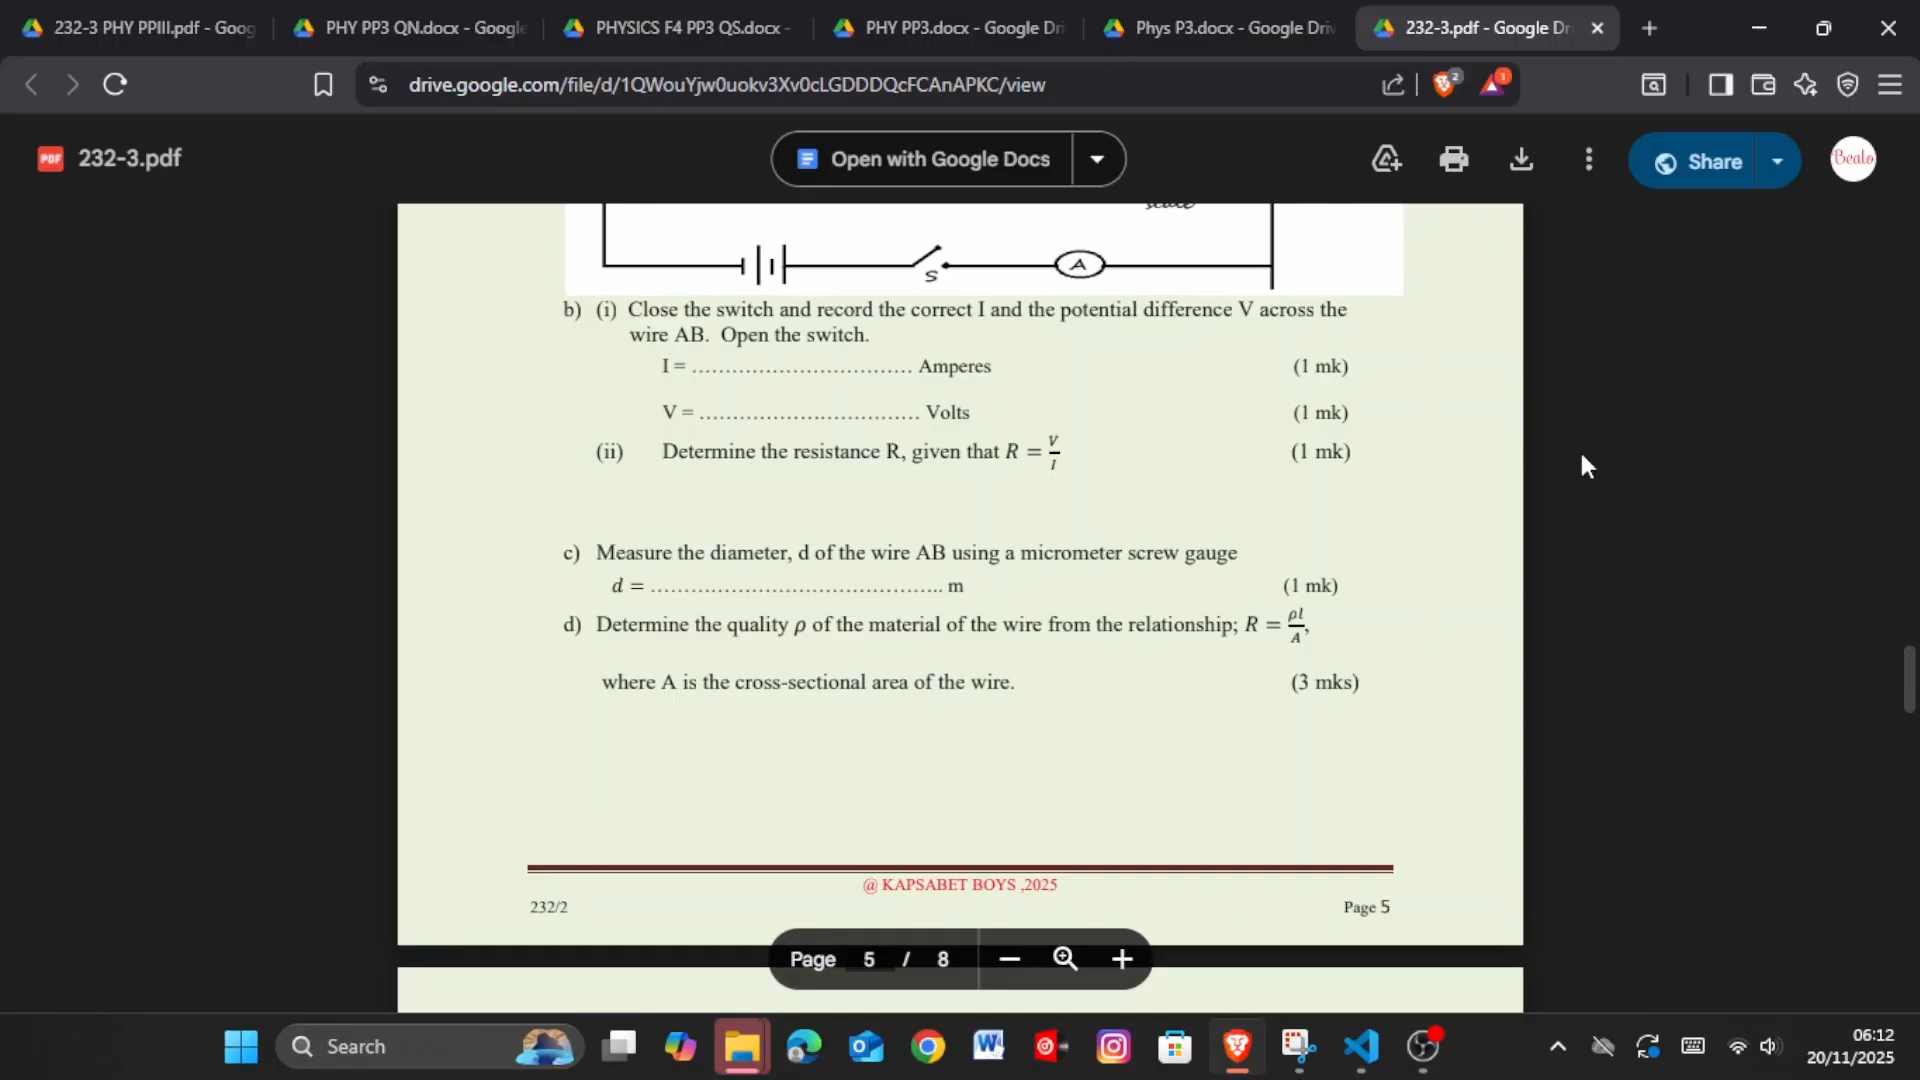 232-3 PHY PPIII.pdf - Goog
PHY PP3 QN.docx - Google
PHYSICS F4 PP3 QS.docx -
PHY PP3.docx - Google Dri
Phys P3.docx - Google Driv
232-3.pdf - Google Dr
drive.google.com/file/d/1QWouYjw0uokv3Xv0cLGDDDQcFCAnAPKC/view
2
1
PDF
232-3.pdf
Open with Google Docs
Share
Bealo
S
A
b) (i) Close the switch and record the correct I and the potential difference V across the
wire AB. Open the switch.
I = ................................. Amperes (1 mk)
V = ................................. Volts (1 mk)
(ii) Determine the resistance R, given that R = V/I (1 mk)
c) Measure the diameter, d of the wire AB using a micrometer screw gauge
d = ............................................ m (1 mk)
d) Determine the quality ρ of the material of the wire from the relationship; R = ρl/A,
where A is the cross-sectional area of the wire. (3 mks)
@ KAPSABET BOYS ,2025
232/2
Page 5
Page 5 / 8
Search
06:12
20/11/2025